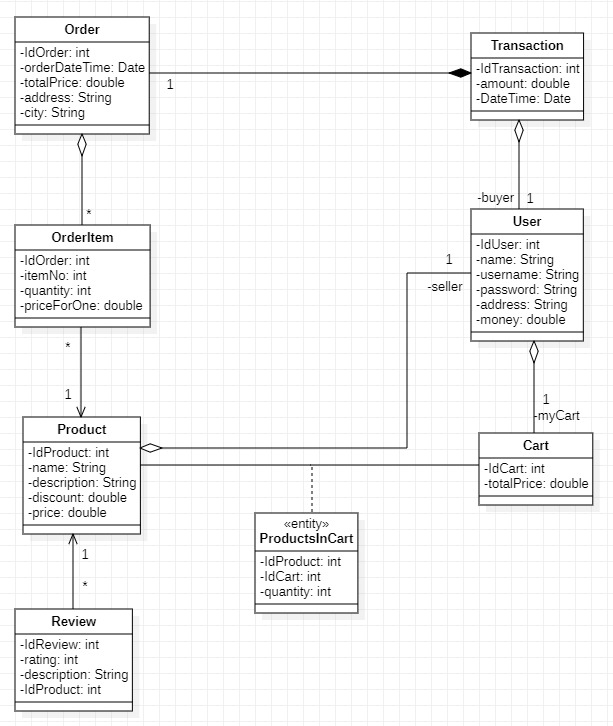 Order
-IdOrder: int
-orderDateTime: Date
-totalPrice: double
-address: String
-city: String
1
Transaction
-IdTransaction: int
-amount: double
-DateTime: Date
-buyer 1
*
OrderItem
-IdOrder: int
-itemNo: int
-quantity: int
-priceForOne: double
User
-IdUser: int
-name: String
-username: String
-password: String
-address: String
-money: double
1
-seller
*
1
1
-myCart
Product
-IdProduct: int
-name: String
-description: String
-discount: double
-price: double
Cart
-IdCart: int
-totalPrice: double
«entity»
ProductsInCart
-IdProduct: int
-IdCart: int
-quantity: int
1
*
Review
-IdReview: int
-rating: int
-description: String
-IdProduct: int